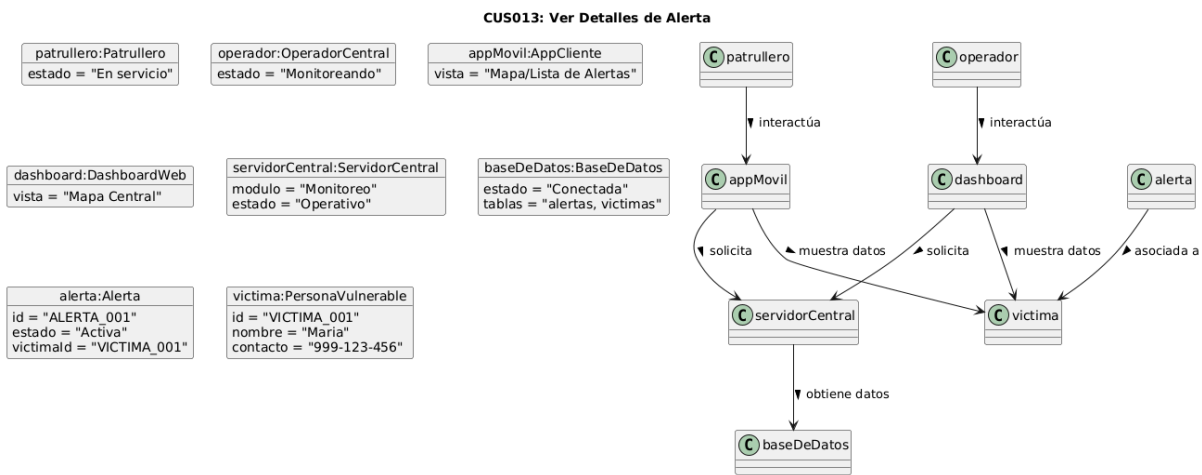 CUS013: Ver Detalles de Alerta
patrullero:Patrullero
estado = "En servicio"
operador:OperadorCentral
estado = "Monitoreando"
appMovil:AppCliente
vista = "Mapa/Lista de Alertas"
C patrullero
C operador
interactúa
interactúa
dashboard:DashboardWeb
vista = "Mapa Central"
servidorCentral:ServidorCentral
modulo = "Monitoreo"
estado = "Operativo"
baseDeDatos:BaseDeDatos
estado = "Conectada"
tablas = "alertas, victimas"
C appMovil
C dashboard
C alerta
solicita
muestra datos
solicita
muestra datos
asociada a
alerta:Alerta
id = "ALERTA_001"
estado = "Activa"
victimaId = "VICTIMA_001"
victima:PersonaVulnerable
id = "VICTIMA_001"
nombre = "Maria"
contacto = "999-123-456"
C servidorCentral
C victima
obtiene datos
C baseDeDatos